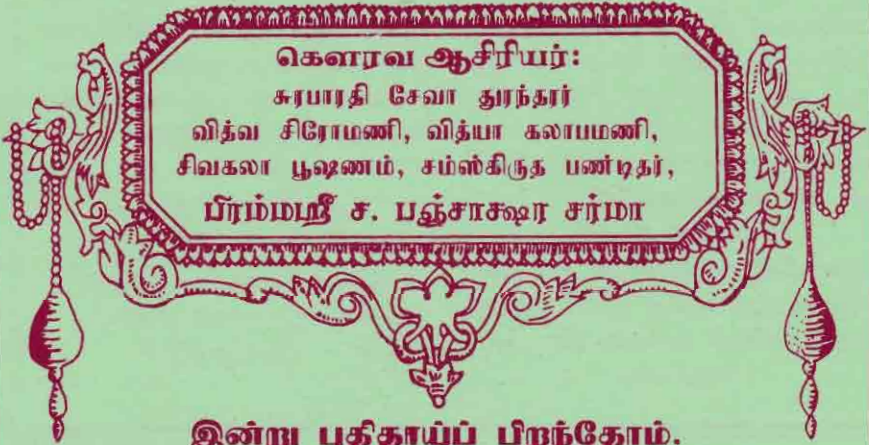 கௌரவ ஆசிரியர்:
சுரபாரதி சேவா துரந்தரர்
வித்வ சிரோமணி, வித்யா கலாபமணி,
சிவகலா பூஷணம், சம்ஸ்கிருத பண்டிதர்,
பிரம்மஸ்ரீ ச. பஞ்சாக்ஷர சர்மா
இன்று புதிதாய்ப் பிறந்தோம்.